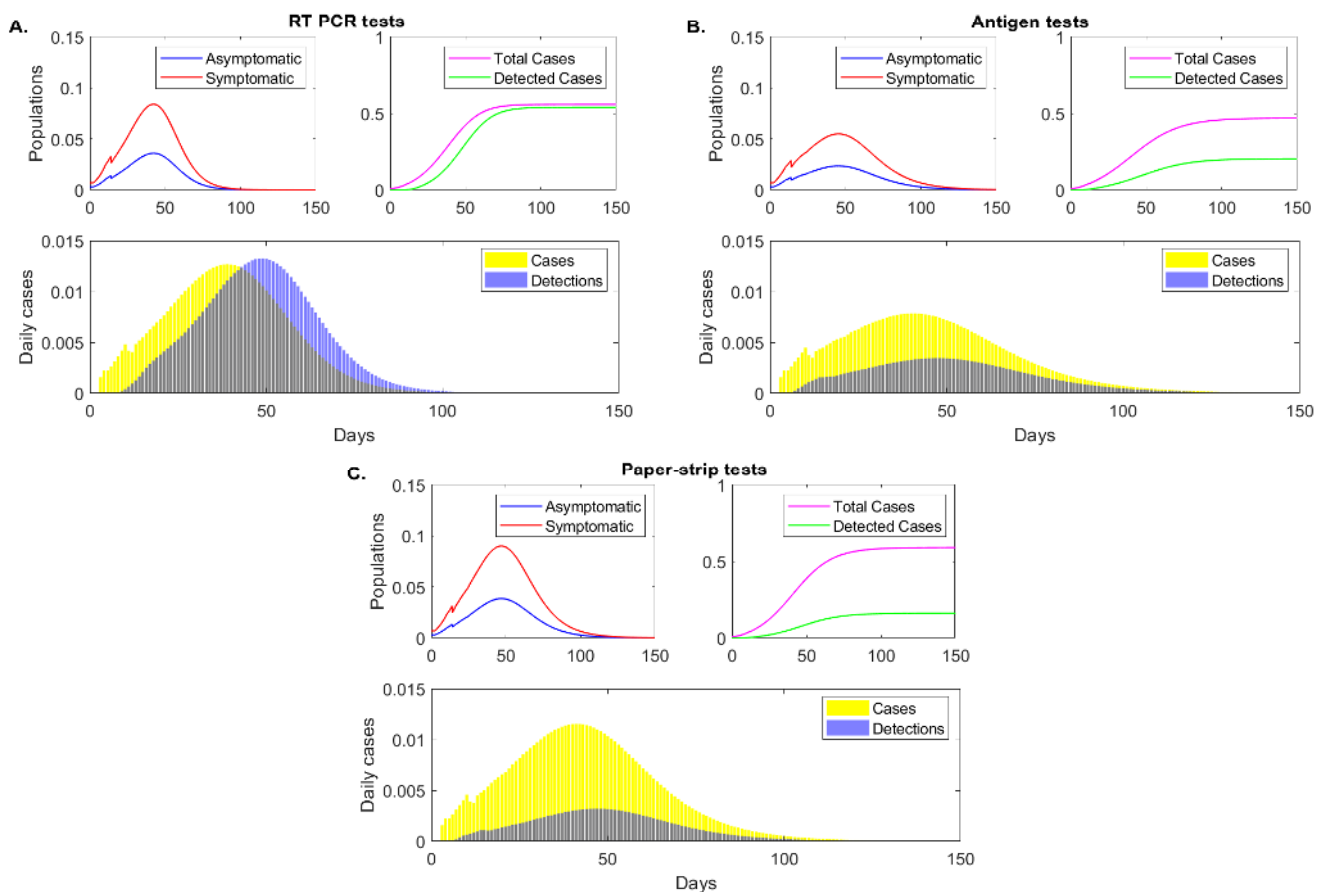 A.
RT PCR tests
0.15
0.1
0.05
0
Populations
Asymptomatic
Symptomatic
0 50 100 150
1
0.5
0
Total Cases
Detected Cases
0 50 100 150
0.015
0.01
0.005
0
Daily cases
Cases
Detections
0 50 100 150
Days
B.
Antigen tests
0.15
0.1
0.05
0
Populations
Asymptomatic
Symptomatic
0 50 100 150
1
0.5
0
Total Cases
Detected Cases
0 50 100 150
0.015
0.01
0.005
0
Daily cases
Cases
Detections
0 50 100 150
Days
C.
Paper-strip tests
0.15
0.1
0.05
0
Populations
Asymptomatic
Symptomatic
0 50 100 150
1
0.5
0
Total Cases
Detected Cases
0 50 100 150
0.015
0.01
0.005
0
Daily cases
Cases
Detections
0 50 100 150
Days